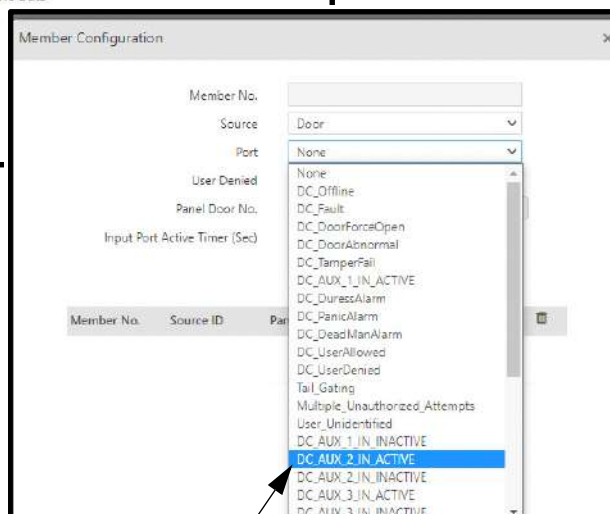 Member Configuration
Member No.
Source Door
Port None
User Denied
Panel Door No.
Input Port Active Timer (Sec)
None
DC_Offline
DC_Fault
DC_DoorForceOpen
DC_DoorAbnormal
DC_TamperFail
DC_AUX_1_IN_ACTIVE
DC_DuressAlarm
DC_PanicAlarm
DC_DeadManAlarm
DC_UserAllowed
DC_UserDenied
Tail_Gating
Multiple_Unauthorized_Attempts
User_Unidentified
DC_AUX_1_IN_INACTIVE
DC_AUX_2_IN_ACTIVE
DC_AUX_2_IN_INACTIVE
DC_AUX_3_IN_ACTIVE
DC_AUX_3_IN_INACTIVE
Member No. Source ID Pan